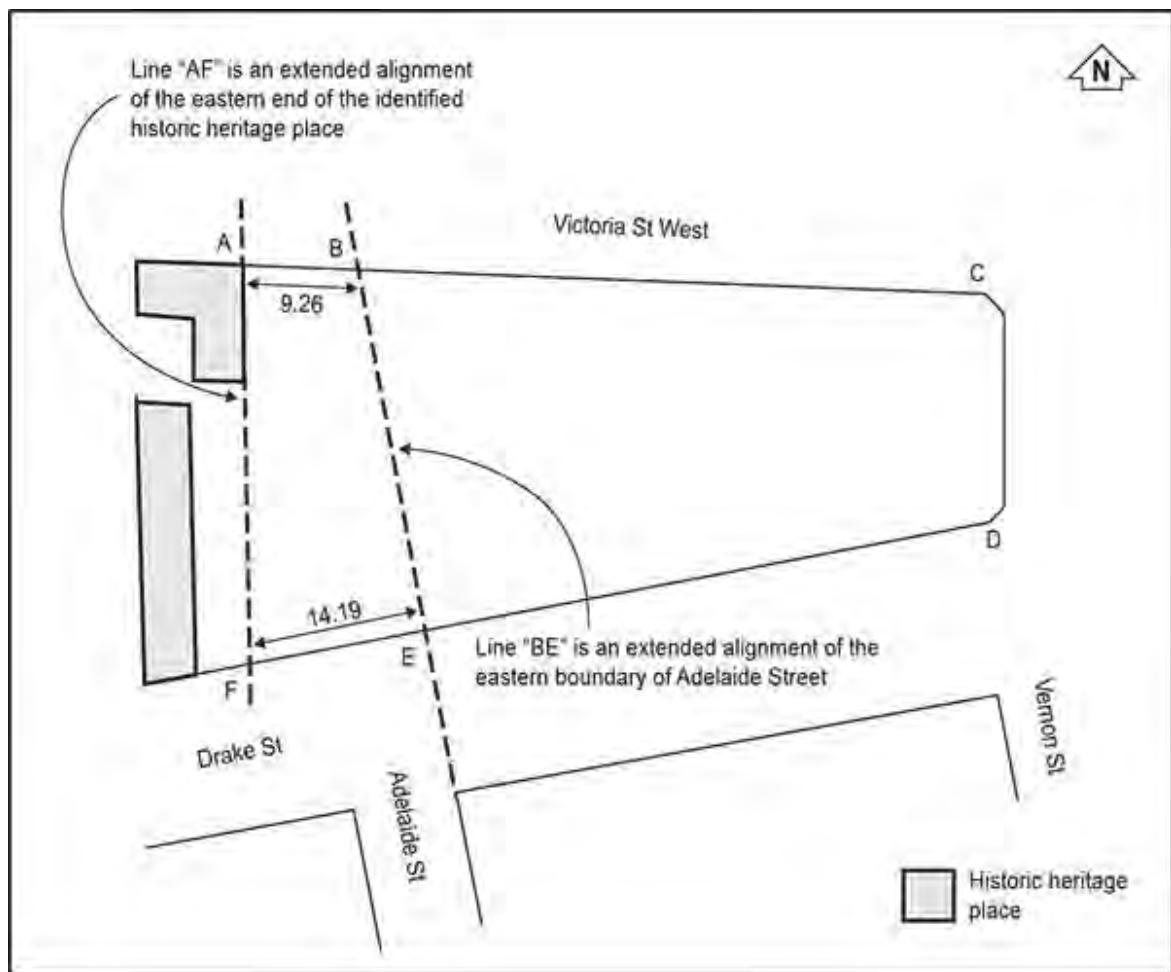 Line "AF" is an extended alignment
of the eastern end of the identified
historic heritage place
N
Victoria St West
A
B
C
9.26
14.19
D
E
F
Line "BE" is an extended alignment of the
eastern boundary of Adelaide Street
Drake St
Adelaide St
Vernon St
Historic heritage
place